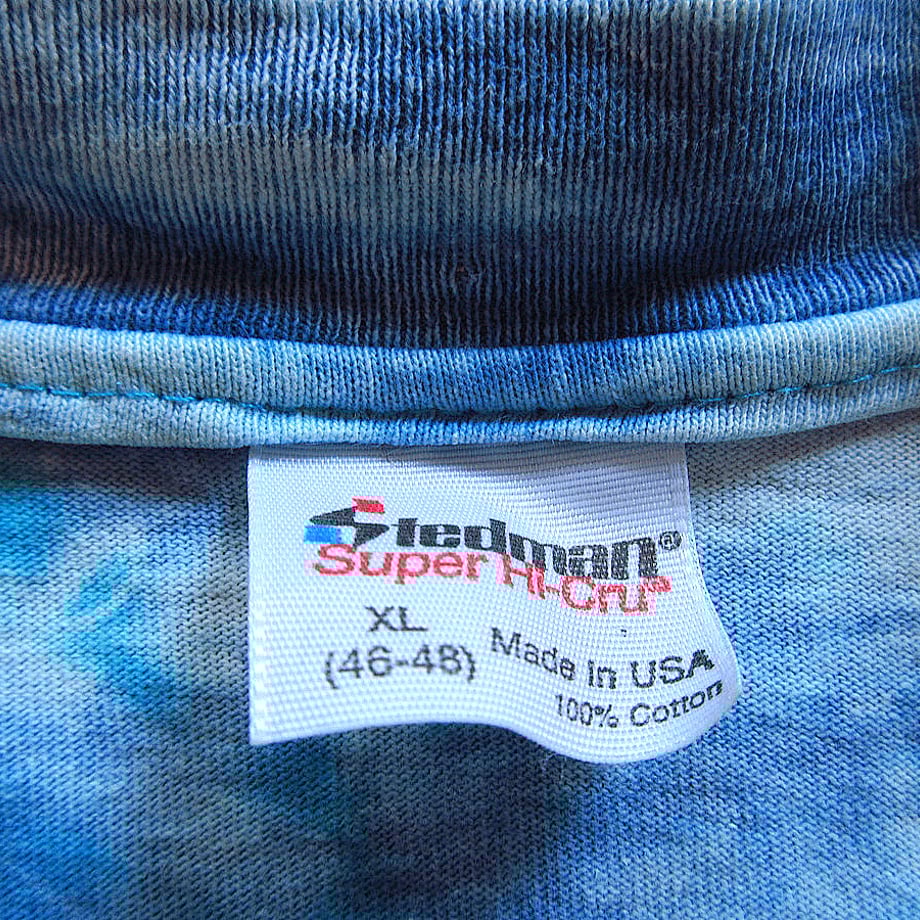 Stedman®
Super Hi-Cru®
XL
(46-48)
Made In USA
100% Cotton